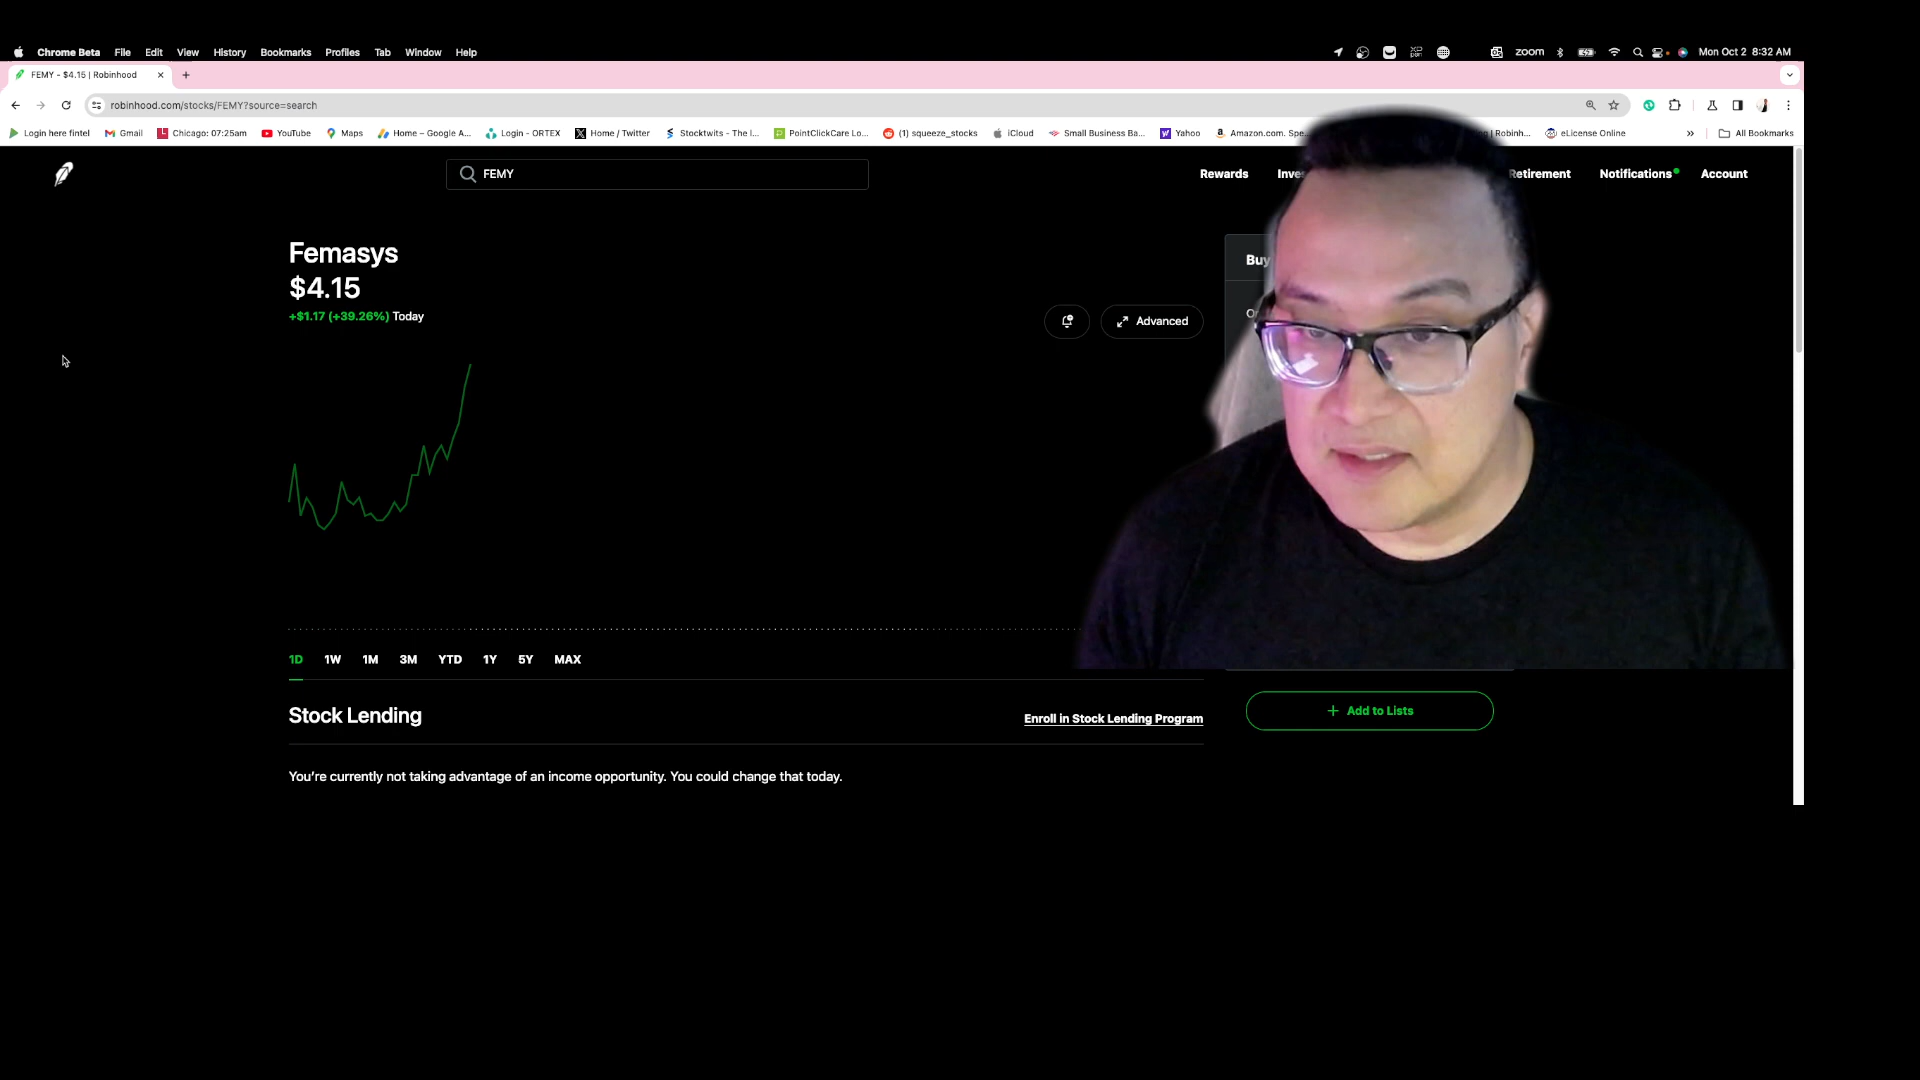 Chrome Beta File Edit View History Bookmarks Profiles Tab Window Help zoom Mon Oct 2 8:32 AM
FEMY - $4.15 | Robinhood
robinhood.com/stocks/FEMY?source=search
Login here fintel Gmail Chicago: 07:25am YouTube Maps Home – Google A... Login - ORTEX Home / Twitter Stocktwits - The l... PointClickCare Lo... (1) squeeze_stocks iCloud Small Business Ba... Yahoo Amazon.com. Spe... | Robinh... eLicense Online » All Bookmarks
FEMY Rewards Retirement Notifications Account
Femasys
$4.15
+$1.17 (+39.26%) Today
Buy
Advanced
1D 1W 1M 3M YTD 1Y 5Y MAX
Stock Lending
Enroll in Stock Lending Program
+ Add to Lists
You're currently not taking advantage of an income opportunity. You could change that today.